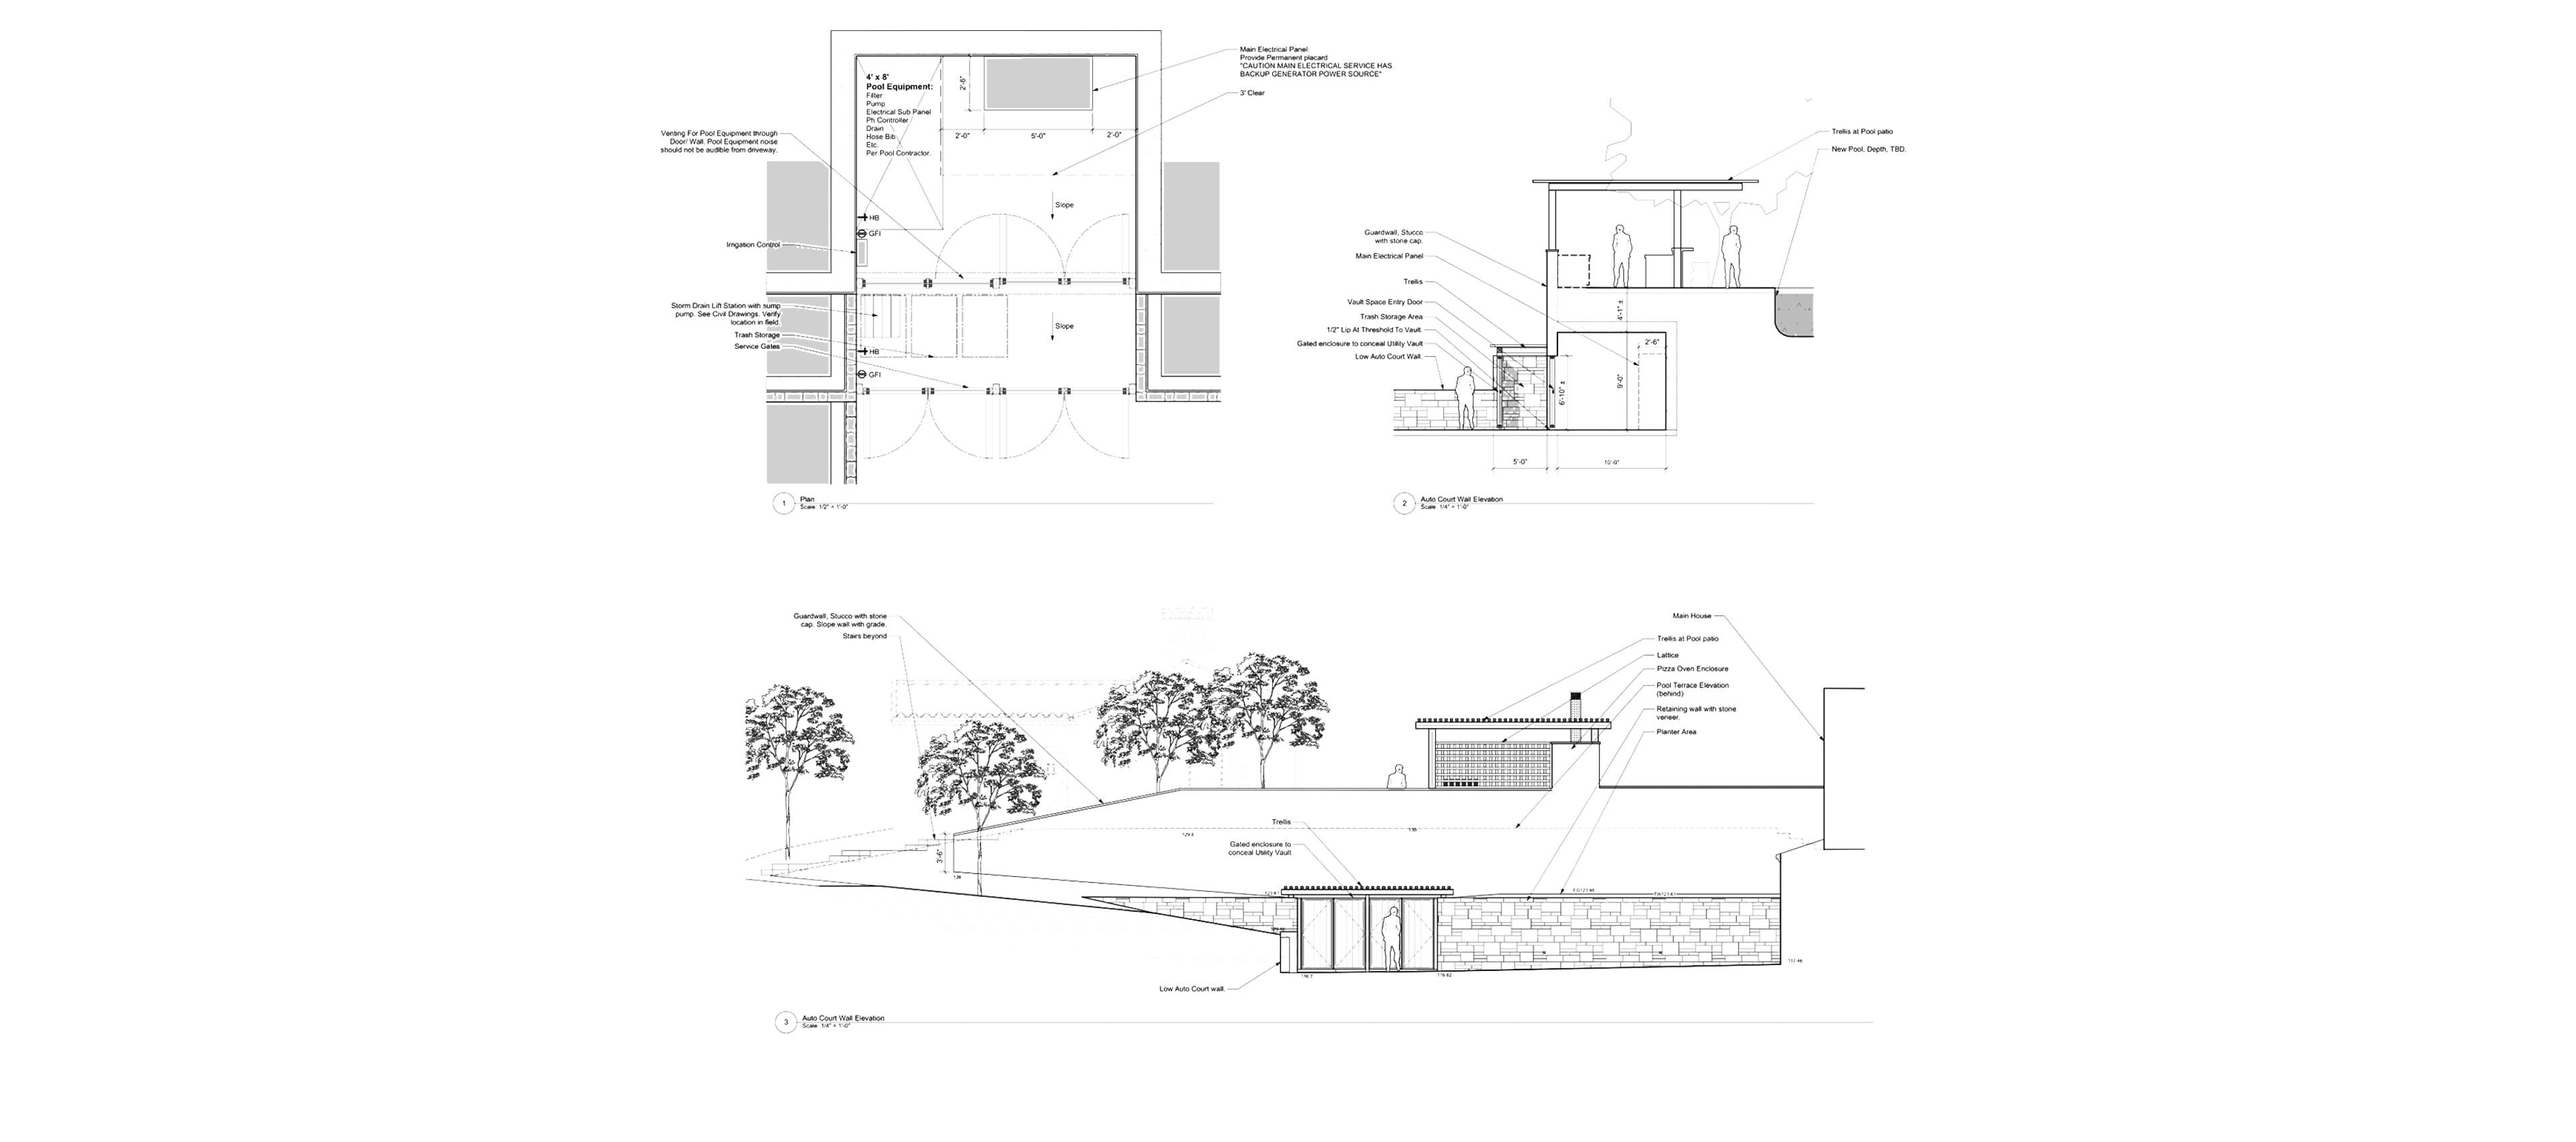 4' x 8'
Pool Equipment:
Filter
Pump
Electrical Sub Panel
Ph Controller
Drain
Hose Bib
Etc.
Per Pool Contractor.
2'-6"
2'-0"
5'-0"
2'-0"
Main Electrical Panel:
Provide Permanent placard
"CAUTION MAIN ELECTRICAL SERVICE HAS
BACKUP GENERATOR POWER SOURCE"
3' Clear
Venting For Pool Equipment through
Door/ Wall. Pool Equipment noise
should not be audible from driveway.
HB
GFI
Slope
Irrigation Control
Storm Drain Lift Station with sump
pump. See Civil Drawings. Verify
location in field.
Trash Storage
Service Gates
Slope
HB
GFI
1
Plan
Scale: 1/2" = 1'-0"
Trellis at Pool patio
New Pool, Depth, TBD.
Guardwall, Stucco
with stone cap.
Main Electrical Panel
Trellis
Vault Space Entry Door
Trash Storage Area
1/2" Lip At Threshold To Vault.
Gated enclosure to conceal Utility Vault
Low Auto Court Wall.
4'-1" ±
2'-6"
9'-0"
6'-10" ±
5'-0"
10'-0"
2
Auto Court Wall Elevation
Scale: 1/4" = 1'-0"
Guardwall, Stucco with stone
cap. Slope wall with grade.
Stairs beyond
Main House
Trellis at Pool patio
Lattice
Pizza Oven Enclosure
Pool Terrace Elevation
(behind)
Retaining wall with stone
veneer.
Planter Area
Trellis
Gated enclosure to
conceal Utility Vault
3'-6"
Low Auto Court wall.
3
Auto Court Wall Elevation
Scale: 1/4" = 1'-0"